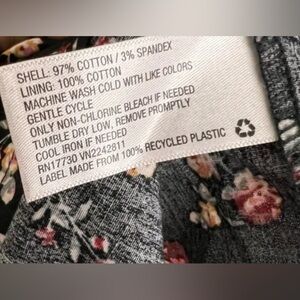 SHELL: 97% COTTON / 3% SPANDEX
LINING: 100% COTTON
MACHINE WASH COLD WITH LIKE COLORS
GENTLE CYCLE
ONLY NON-CHLORINE BLEACH IF NEEDED
TUMBLE DRY LOW, REMOVE PROMPTLY
COOL IRON IF NEEDED
RN17730 VN2242811
LABEL MADE FROM 100% RECYCLED PLASTIC